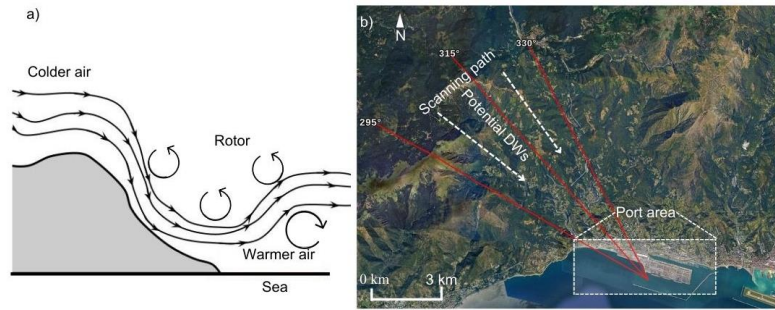 a)
Colder air
Rotor
Warmer air
Sea
b)
N
330°
315°
295°
Scanning path
Potential DWs
Port area
0 km
3 km